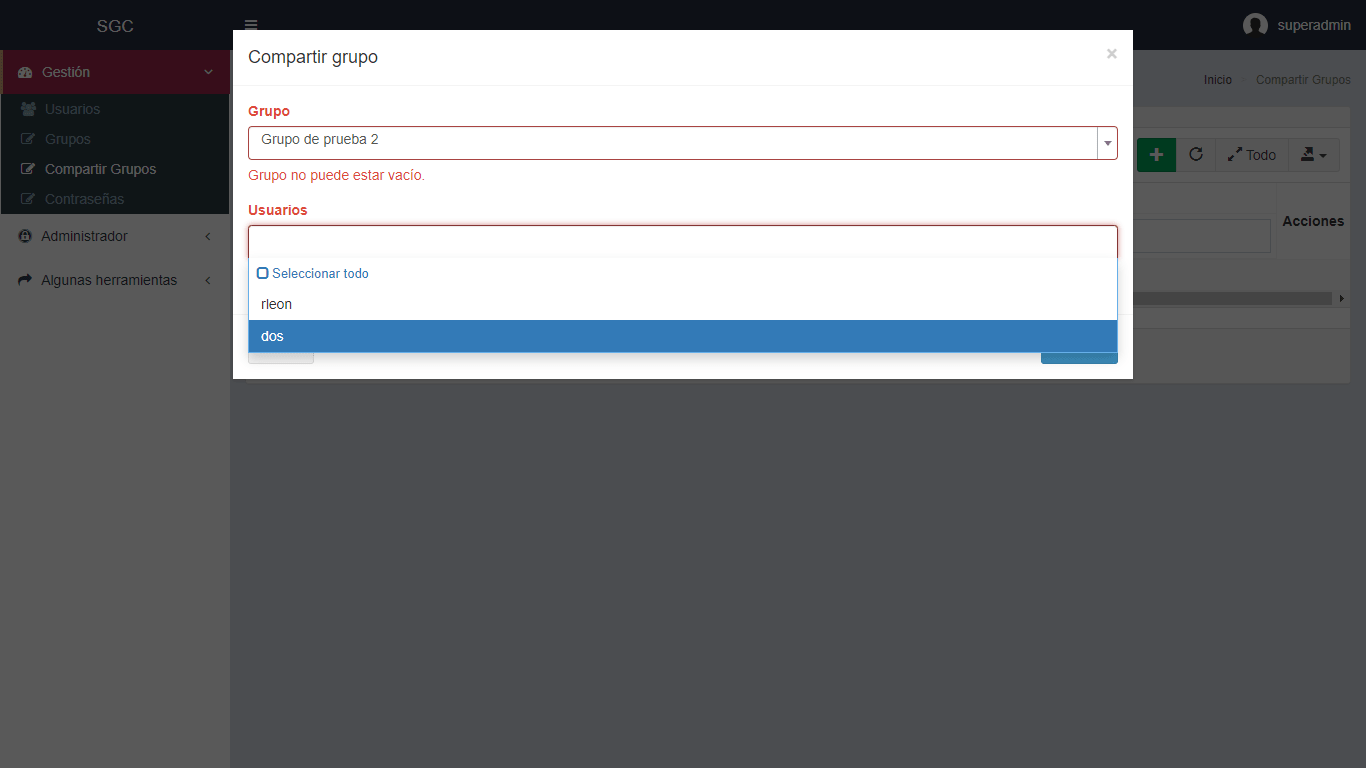 SGC
superadmin
Compartir grupo
×
Gestión
Inicio
Compartir Grupos
Usuarios
Grupos
Compartir Grupos
Contraseñas
Administrador
Algunas herramientas
Grupo
Grupo de prueba 2
Grupo no puede estar vacío.
Todo
Usuarios
Acciones
Seleccionar todo
rleon
dos